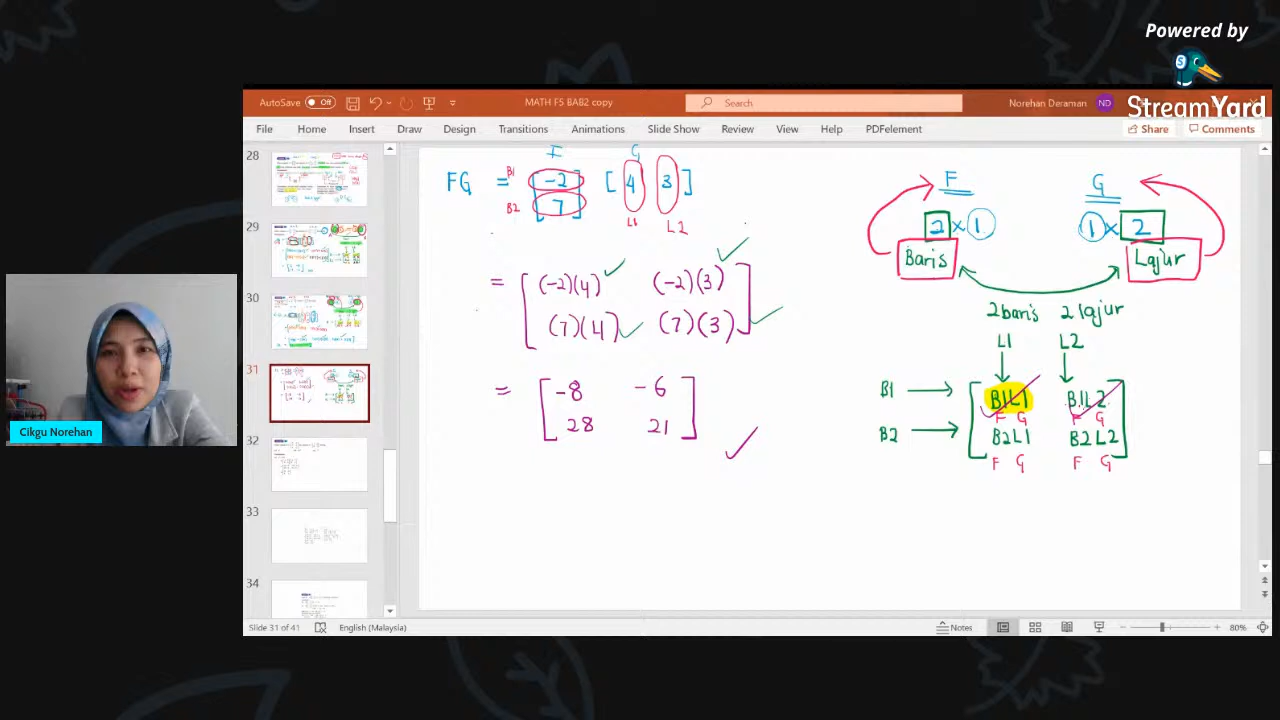 Powered by
StreamYard
AutoSave Off
MATH F5 BAB2 copy
Search
Norehan Deraman ND
File Home Insert Draw Design Transitions Animations Slide Show Review View Help PDFelement
Share Comments
28
29
30
31
32
33
34
Cikgu Norehan
F G
FG = B1 [-2] [4 3]
B2 [7] L1 L2
= [(-2)(4) (-2)(3)]
[(7)(4) (7)(3)]
= [-8 -6]
[28 21]
F G
2 × 1 1 × 2
Baris Lajur
2 baris 2 lajur
L1 L2
B1 → [B1L1 B1L2]
F G F G
B2 → [B2L1 B2L2]
F G F G
Slide 31 of 41 English (Malaysia)
Notes 80%